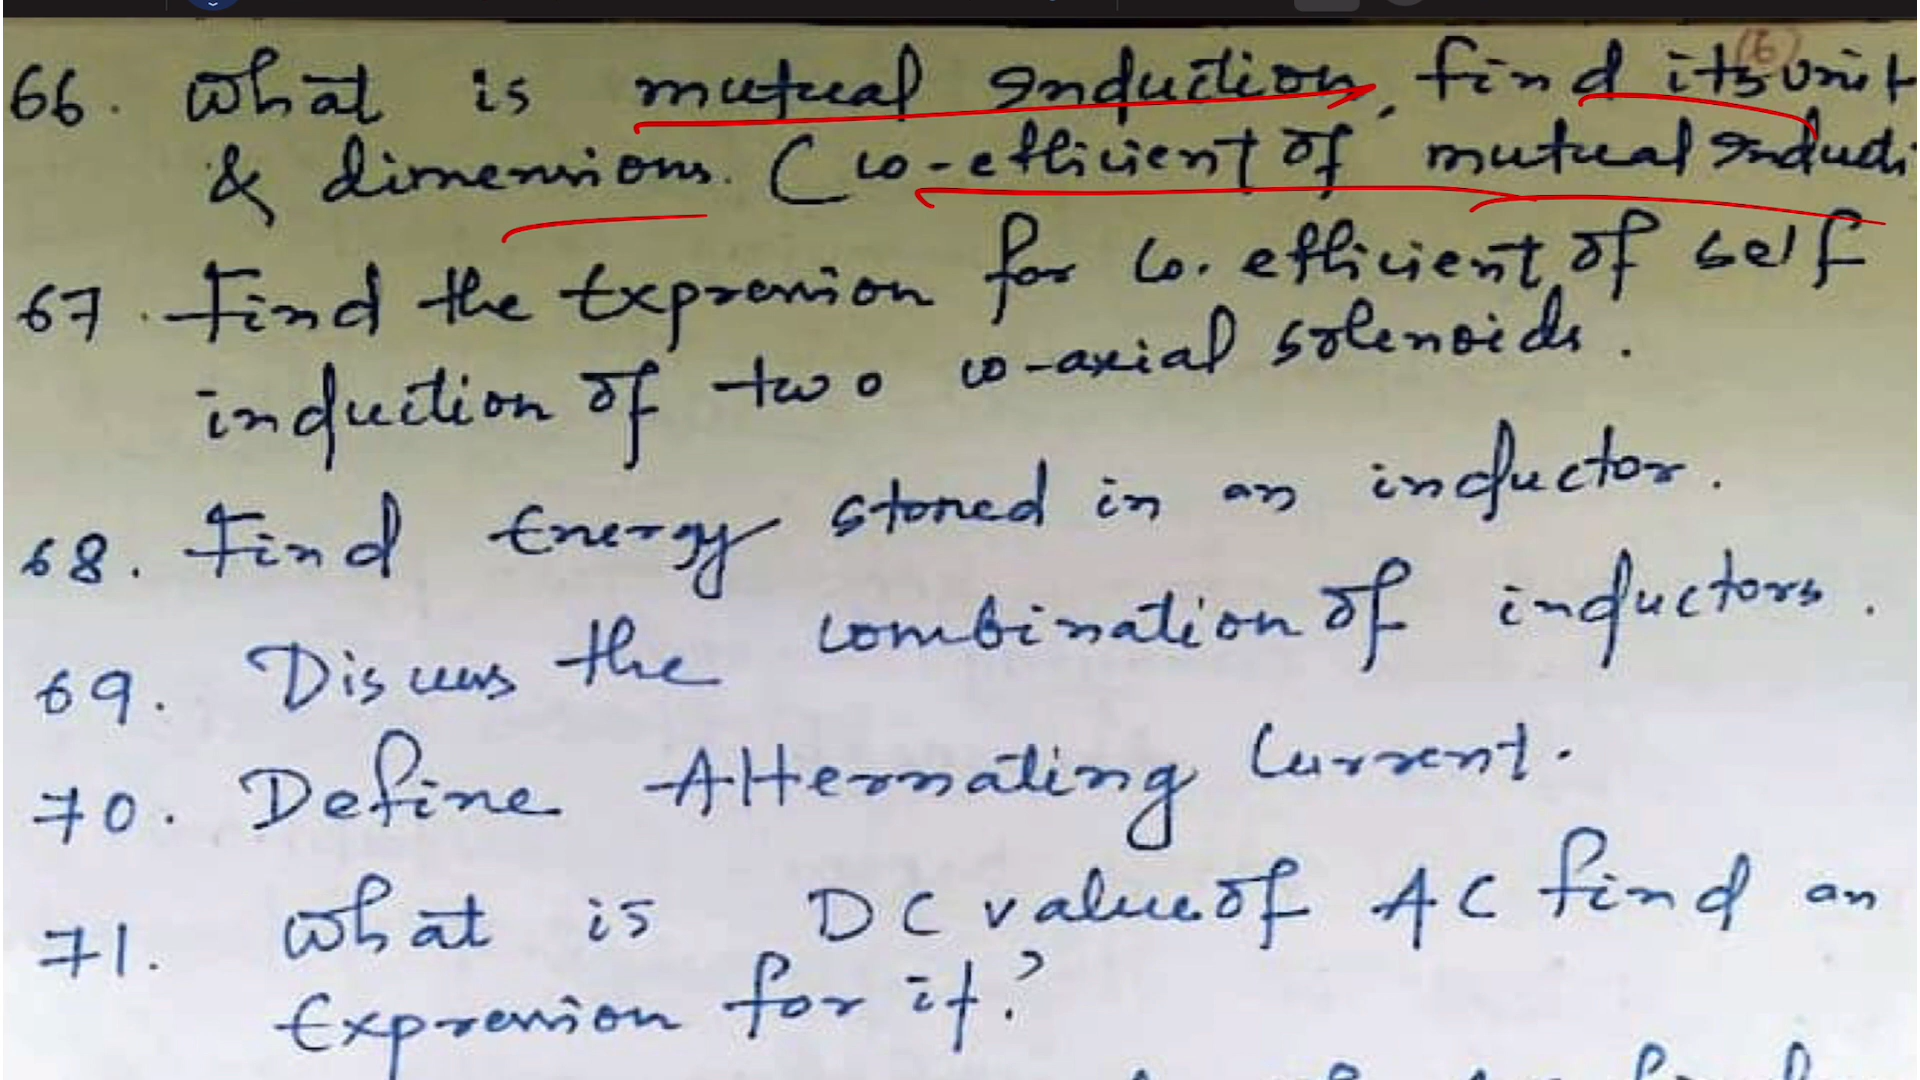 (6)
66. What is mutual Induction, find its unit
& dimensions. (co-efficient of mutual Inducti
67. Find the Expression for co.efficient of self
induction of two co-axial solenoids.
68. Find Energy stored in an inductor.
69. Discuss the combination of inductors.
70. Define Alternating Current.
71. What is DC value of AC find an
Expression for it?